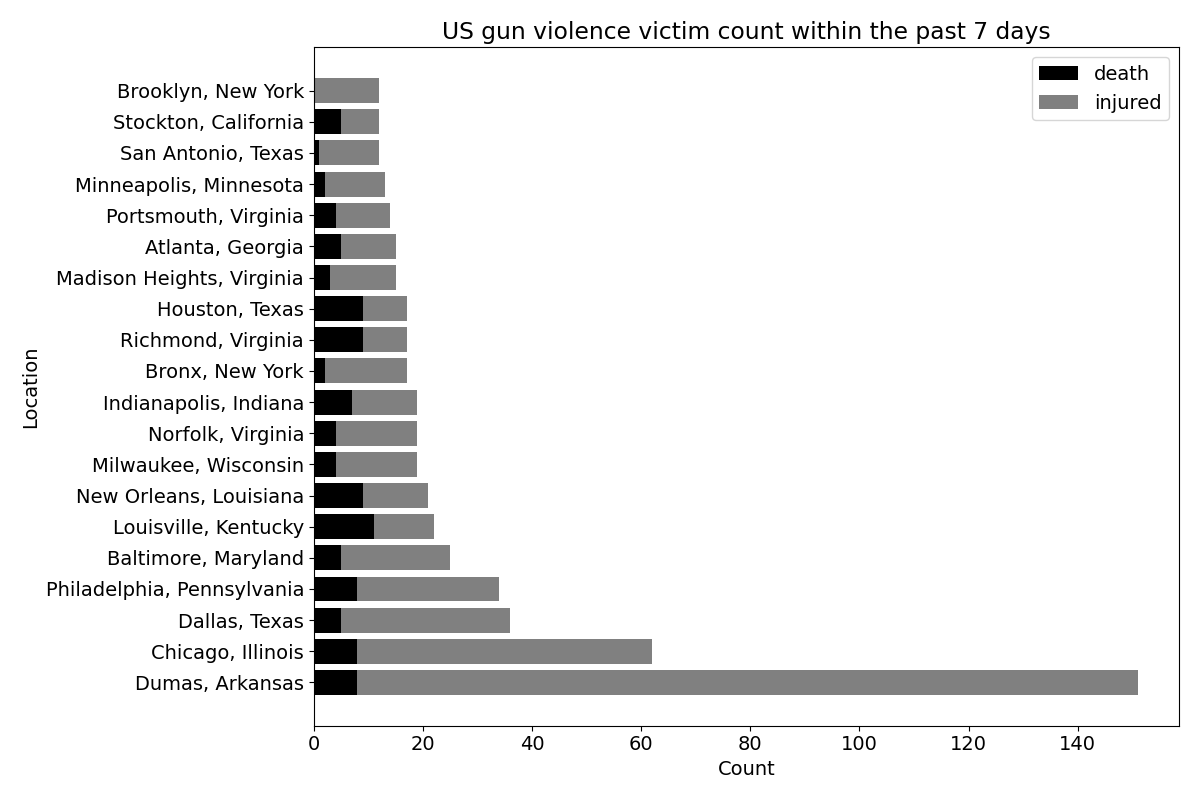 US gun violence victim count within the past 7 days
death
injured
Brooklyn, New York
Stockton, California
San Antonio, Texas
Minneapolis, Minnesota
Portsmouth, Virginia
Atlanta, Georgia
Madison Heights, Virginia
Houston, Texas
Richmond, Virginia
Bronx, New York
Indianapolis, Indiana
Norfolk, Virginia
Milwaukee, Wisconsin
New Orleans, Louisiana
Louisville, Kentucky
Baltimore, Maryland
Philadelphia, Pennsylvania
Dallas, Texas
Chicago, Illinois
Dumas, Arkansas
Location
0 20 40 60 80 100 120 140
Count